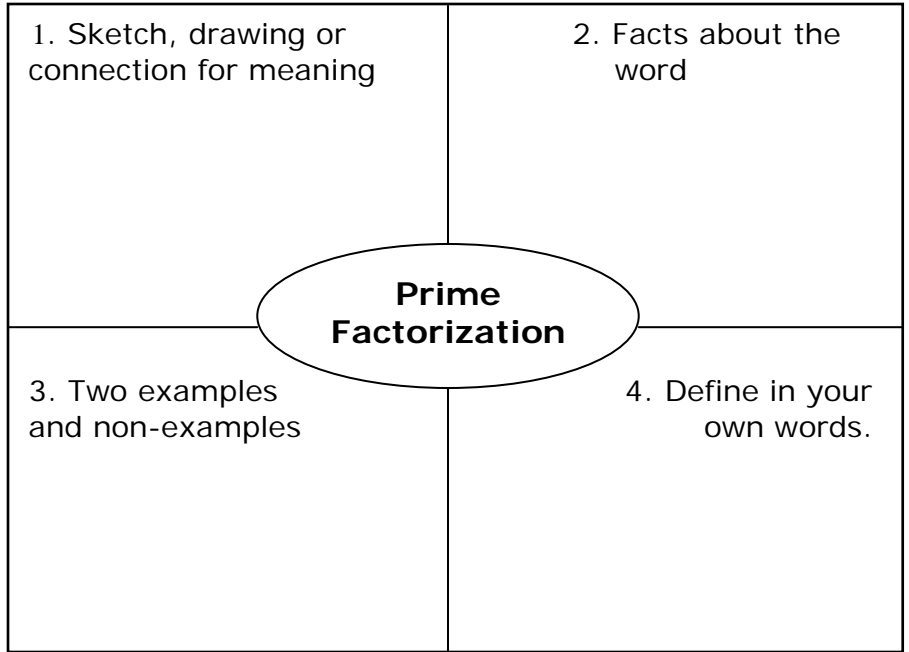 1. Sketch, drawing or
connection for meaning
2. Facts about the
word
Prime
Factorization
3. Two examples
and non-examples
4. Define in your
own words.